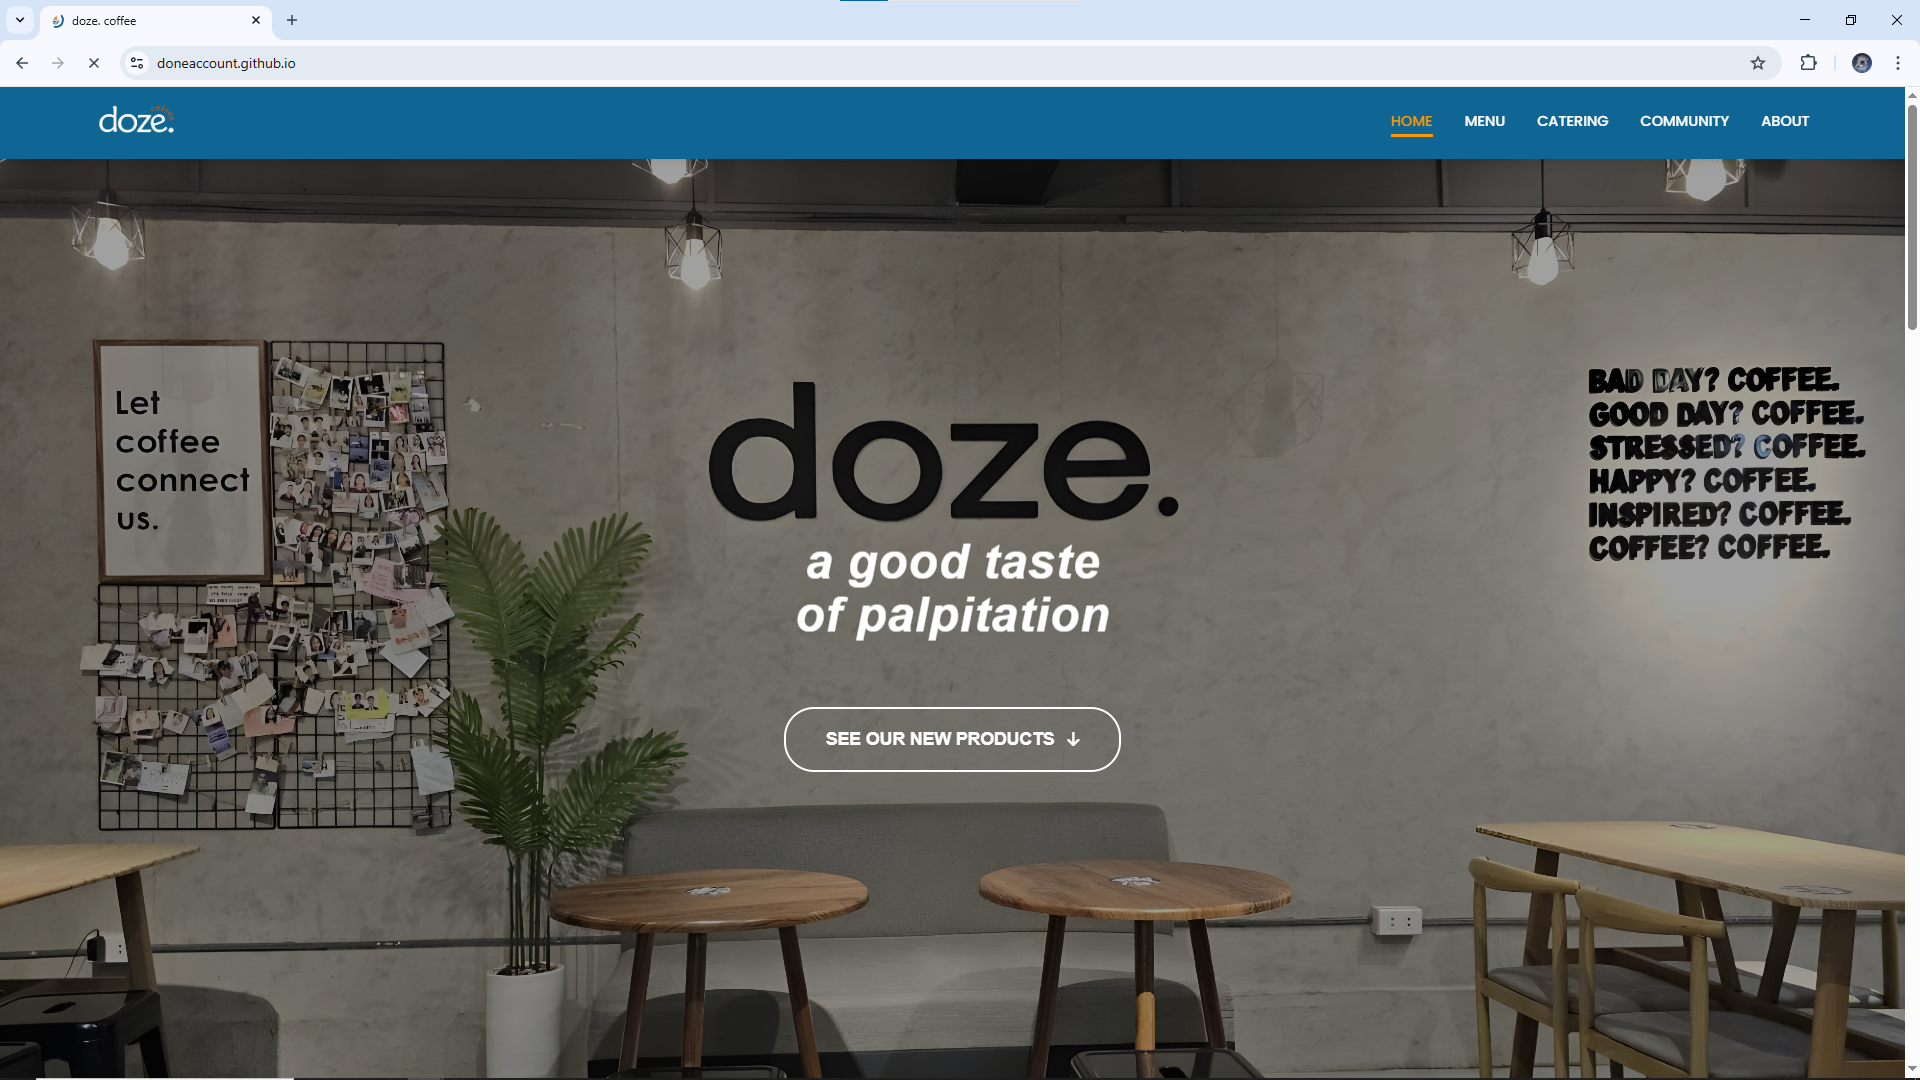 doze. coffee
doneaccount.github.io
doze.
HOME
MENU
CATERING
COMMUNITY
ABOUT
Let
coffee
connect
us.
doze.
a good taste
of palpitation
SEE OUR NEW PRODUCTS
BAD DAY? COFFEE.
GOOD DAY? COFFEE.
STRESSED? COFFEE.
HAPPY? COFFEE.
INSPIRED? COFFEE.
COFFEE? COFFEE.